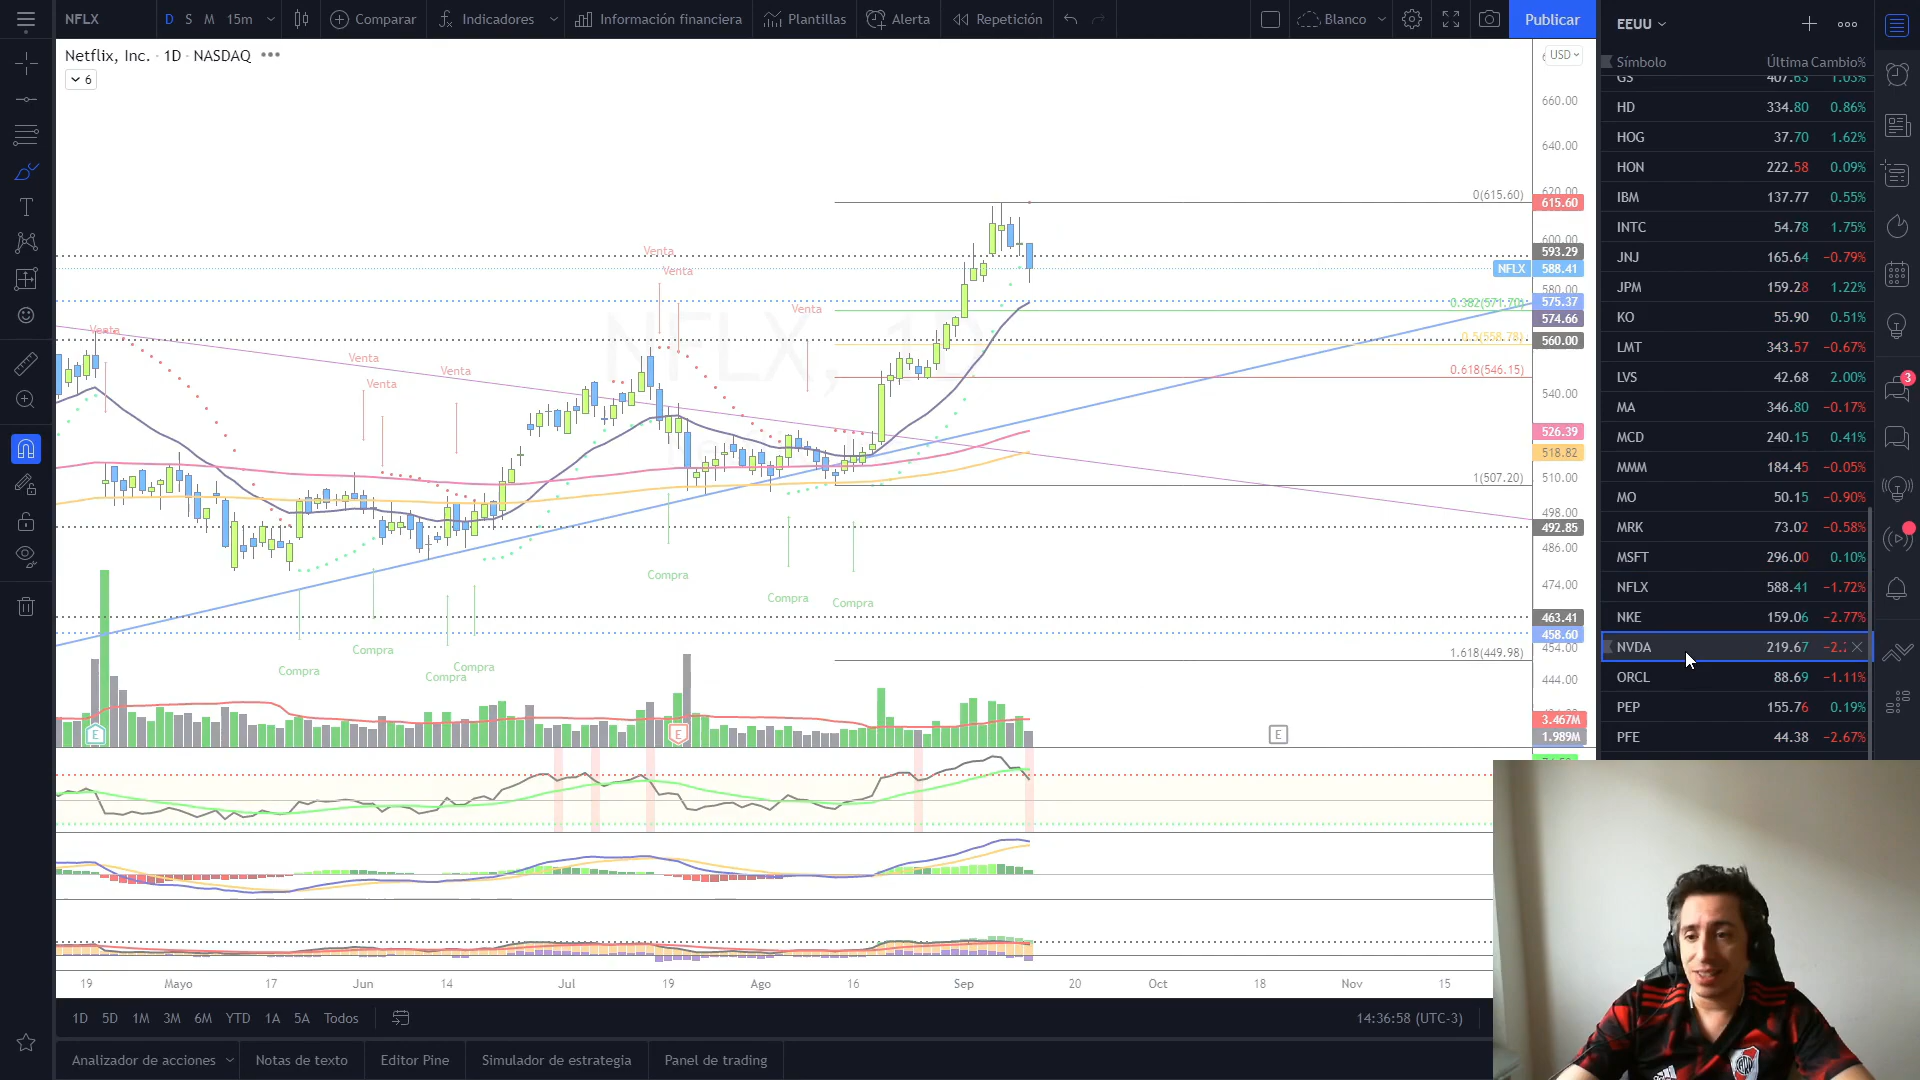 NFLX
D S M 15m
Comparar
Indicadores
Información financiera
Plantillas
Alerta
Repetición
Blanco
Publicar
EEUU
Netflix, Inc. · 1D · NASDAQ
6
USD
Símbolo Última Cambio%
GS 407.63 1.03%
HD 334.80 0.86%
HOG 37.70 1.62%
HON 222.58 0.09%
IBM 137.77 0.55%
INTC 54.78 1.75%
JNJ 165.64 −0.79%
JPM 159.28 1.22%
KO 55.90 0.51%
LMT 343.57 −0.67%
LVS 42.68 2.00%
MA 346.80 −0.17%
MCD 240.15 0.41%
MMM 184.45 −0.05%
MO 50.15 −0.90%
MRK 73.02 −0.58%
MSFT 296.00 0.10%
NFLX 588.41 −1.72%
NKE 159.06 −2.77%
NVDA 219.67 −2.
ORCL 88.69 −1.11%
PEP 155.76 0.19%
PFE 44.38 −2.67%
3
660.00
640.00
620.00
0(615.60)
615.60
600.00
593.29
NFLX 588.41
580.00
0.382(571.70)
575.37
574.66
0.5(558.78)
560.00
0.618(546.15)
540.00
526.39
518.82
1(507.20)
510.00
498.00
492.85
486.00
474.00
463.41
458.60
454.00
1.618(449.98)
444.00
3.467M
1.989M
NFLX, 1D
Venta
Venta
Venta
Venta
Venta
Venta
Venta
Compra
Compra
Compra
Compra
Compra
Compra
Compra
E
E
E
19 Mayo 17 Jun 14 Jul 19 Ago 16 Sep 20 Oct 18 Nov 15
1D 5D 1M 3M 6M YTD 1A 5A Todos
14:36:58 (UTC-3)
Analizador de acciones
Notas de texto
Editor Pine
Simulador de estrategia
Panel de trading